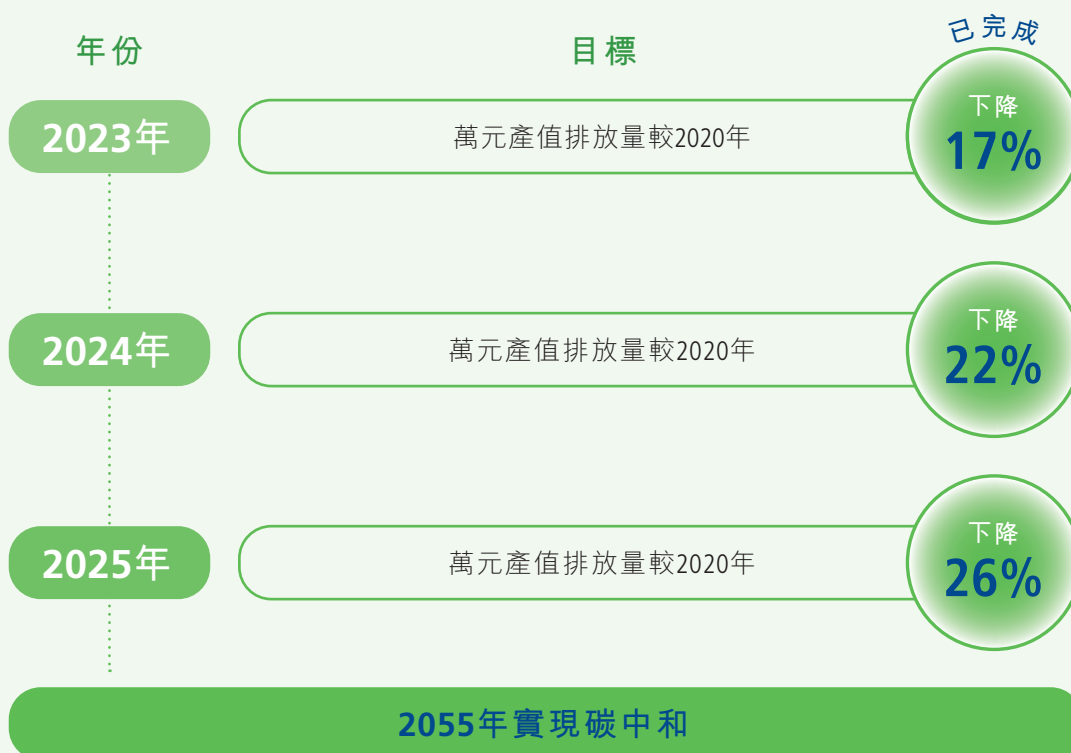 年份
目標
已完成
2023年
萬元產值排放量較2020年
下降
17%
2024年
萬元產值排放量較2020年
下降
22%
2025年
萬元產值排放量較2020年
下降
26%
2055年實現碳中和